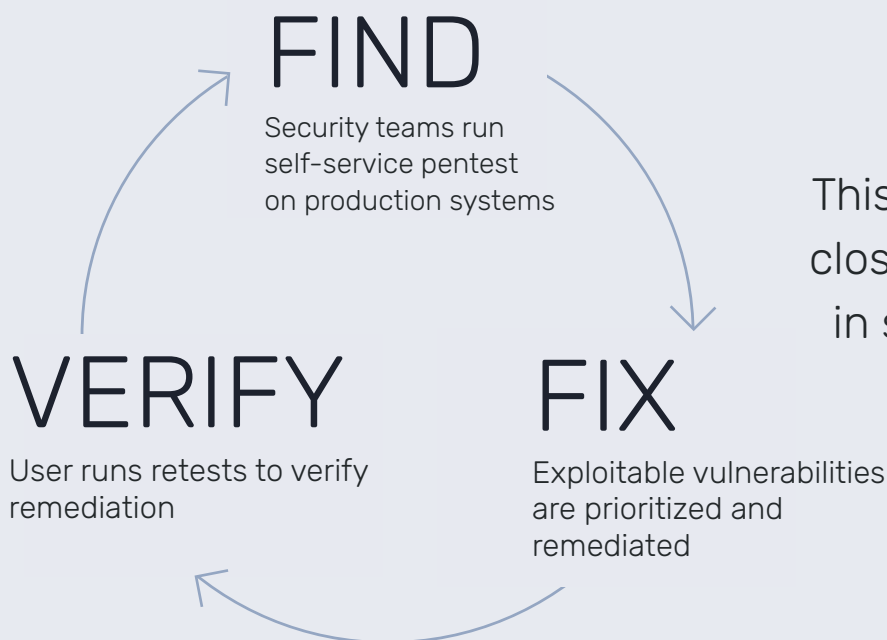 FIND
Security teams run
self-service pentest
on production systems
This
clos
in s
VERIFY
User runs retests to verify
remediation
FIX
Exploitable vulnerabilities
are prioritized and
remediated